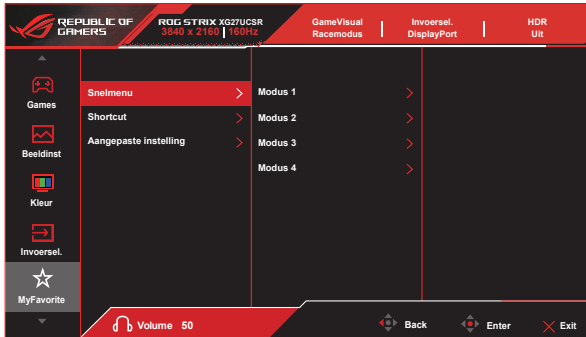 REPUBLIC OF
GAMERS
ROG STRIX XG27UCSR
3840 x 2160 160Hz
GameVisual
Racemodus
Invoersel.
DisplayPort
HDR
Uit
Games
Beeldinst
Kleur
Invoersel.
MyFavorite
Snelmenu
Shortcut
Aangepaste instelling
Modus 1
Modus 2
Modus 3
Modus 4
Volume 50
Back
Enter
Exit